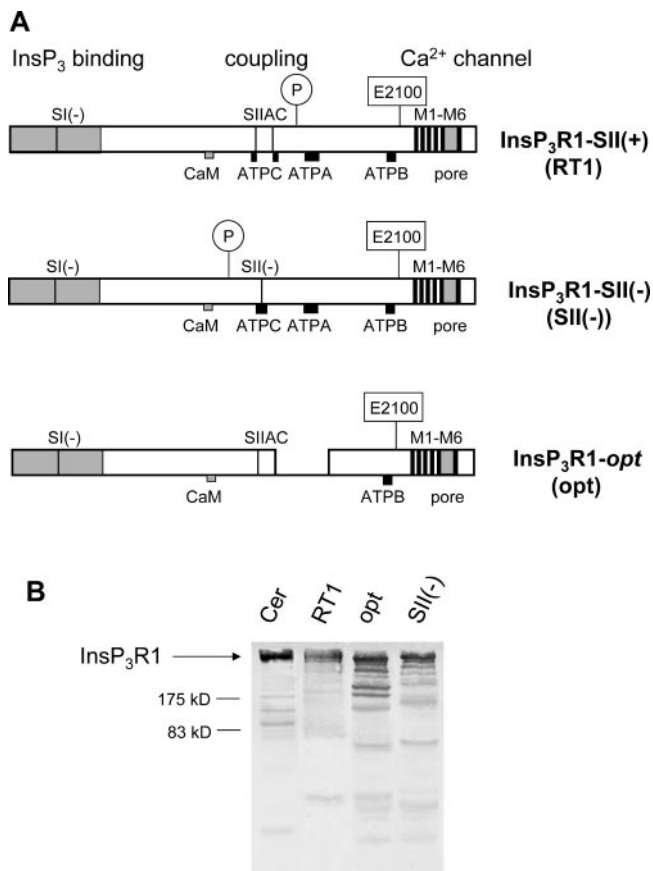 A
InsP3 binding coupling Ca2+ channel
P E2100
SI(-) SIIAC M1-M6
InsP3R1-SII(+)
(RT1)
CaM ATPC ATPA ATPB pore
P E2100
SI(-) SII(-) M1-M6
InsP3R1-SII(-)
(SII(-))
CaM ATPC ATPA ATPB pore
E2100
SI(-) SIIAC M1-M6
InsP3R1-opt
(opt)
CaM ATPB pore
B
Cer RT1 opt SII(-)
InsP3R1
175 kD
83 kD